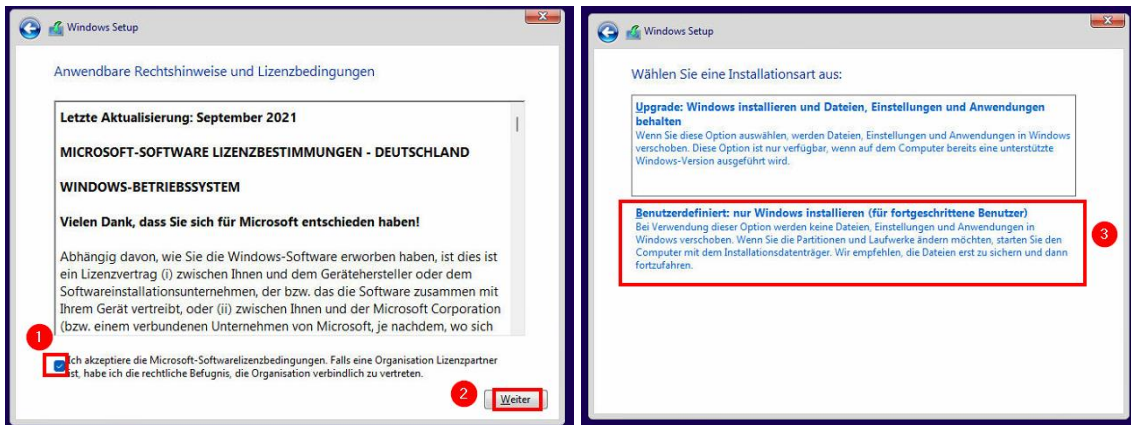 Windows Setup
Anwendbare Rechtshinweise und Lizenzbedingungen
Letzte Aktualisierung: September 2021
MICROSOFT-SOFTWARE LIZENZBESTIMMUNGEN - DEUTSCHLAND
WINDOWS-BETRIEBSSYSTEM
Vielen Dank, dass Sie sich für Microsoft entschieden haben!
Abhängig davon, wie Sie die Windows-Software erworben haben, ist dies ist
ein Lizenzvertrag (i) zwischen Ihnen und dem Gerätehersteller oder dem
Softwareinstallationsunternehmen, der bzw. das die Software zusammen mit
Ihrem Gerät vertreibt, oder (ii) zwischen Ihnen und der Microsoft Corporation
(bzw. einem verbundenen Unternehmen von Microsoft, je nachdem, wo sich
1
Ich akzeptiere die Microsoft-Softwarelizenzbedingungen. Falls eine Organisation Lizenzpartner
ist, habe ich die rechtliche Befugnis, die Organisation verbindlich zu vertreten.
2
Weiter
Windows Setup
Wählen Sie eine Installationsart aus:
Upgrade: Windows installieren und Dateien, Einstellungen und Anwendungen
behalten
Wenn Sie diese Option auswählen, werden Dateien, Einstellungen und Anwendungen in Windows
verschoben. Diese Option ist nur verfügbar, wenn auf dem Computer bereits eine unterstützte
Windows-Version ausgeführt wird.
Benutzerdefiniert: nur Windows installieren (für fortgeschrittene Benutzer)
Bei Verwendung dieser Option werden keine Dateien, Einstellungen und Anwendungen in
Windows verschoben. Wenn Sie die Partitionen und Laufwerke ändern möchten, starten Sie den
Computer mit dem Installationsdatenträger. Wir empfehlen, die Dateien erst zu sichern und dann
fortzufahren.
3